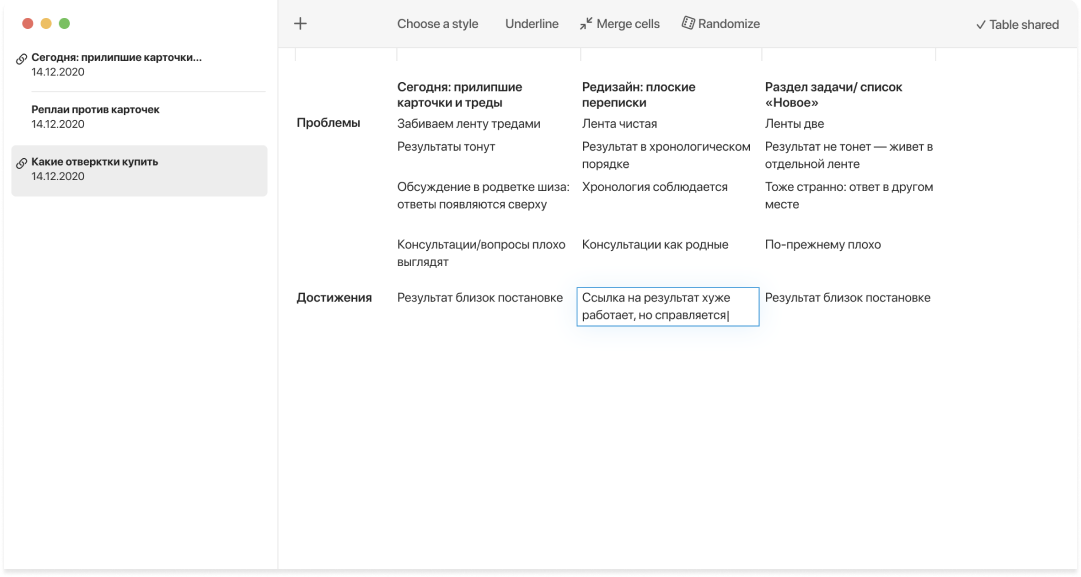 Choose a style
Underline
Merge cells
Randomize
Table shared
Сегодня: прилипшие карточки...
14.12.2020
Реплаи против карточек
14.12.2020
Какие отверктки купить
14.12.2020
Сегодня: прилипшие
карточки и треды
Редизайн: плоские
переписки
Раздел задачи/ список
«Новое»
Проблемы
Забиваем ленту тредами
Лента чистая
Ленты две
Результаты тонут
Результат в хронологическом
порядке
Результат не тонет — живет в
отдельной ленте
Обсуждение в родветке шиза:
ответы появляются сверху
Хронология соблюдается
Тоже странно: ответ в другом
месте
Консультации/вопросы плохо
выглядят
Консультации как родные
По-прежнему плохо
Достижения
Результат близок постановке
Ссылка на результат хуже
работает, но справляется
Результат близок постановке